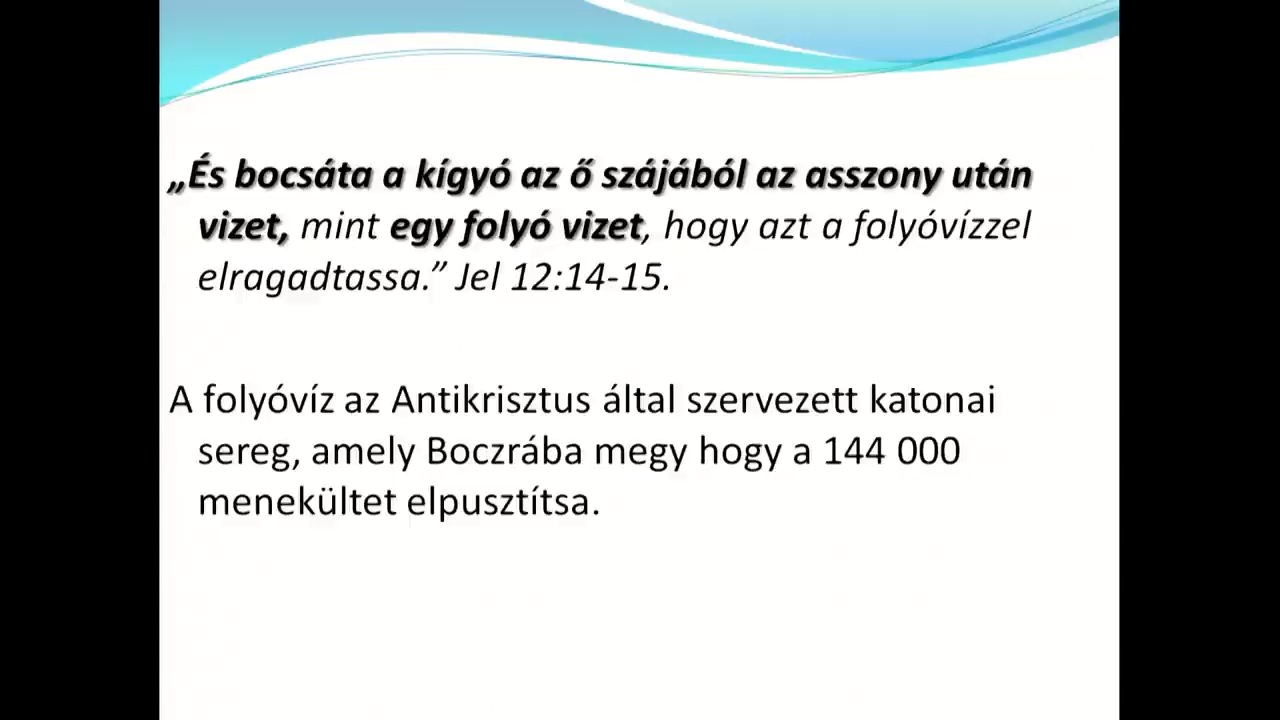 „És bocsáta a kígyó az ő szájából az asszony után
vizet, mint egy folyó vizet, hogy azt a folyóvízzel
elragadtassa.” Jel 12:14-15.
A folyóvíz az Antikrisztus által szervezett katonai
sereg, amely Boczrába megy hogy a 144 000
menekültet elpusztítsa.